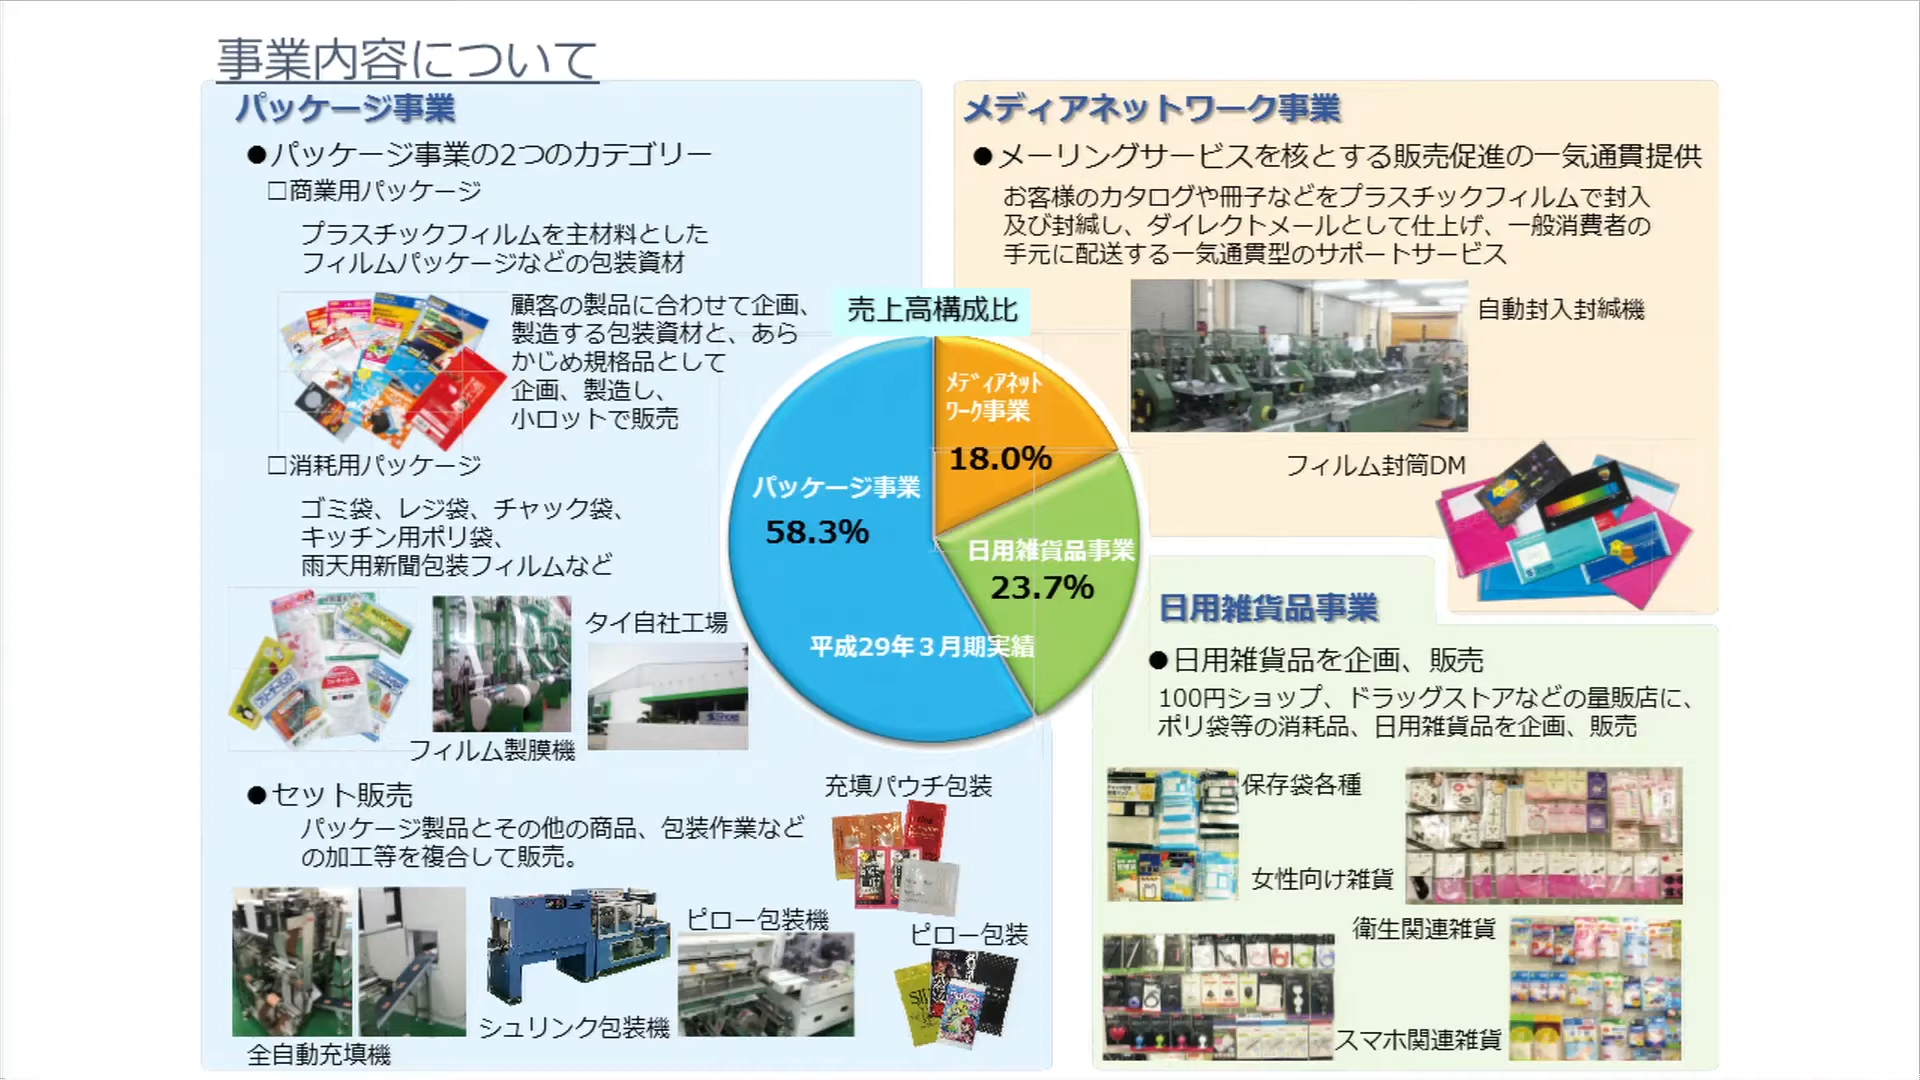 事業内容について
パッケージ事業
●パッケージ事業の2つのカテゴリー
□商業用パッケージ
プラスチックフィルムを主材料とした
フィルムパッケージなどの包装資材
顧客の製品に合わせて企画、
製造する包装資材と、あら
かじめ規格品として
企画、製造し、
小ロットで販売
□消耗用パッケージ
ゴミ袋、レジ袋、チャック袋、
キッチン用ポリ袋、
雨天用新聞包装フィルムなど
タイ自社工場
フィルム製膜機
●セット販売
パッケージ製品とその他の商品、包装作業など
の加工等を複合して販売。
充填パウチ包装
ピロー包装機
ピロー包装
シュリンク包装機
全自動充填機
売上高構成比
メディアネット
ワーク事業
18.0%
パッケージ事業
58.3%
日用雑貨品事業
23.7%
平成29年3月期実績
メディアネットワーク事業
●メーリングサービスを核とする販売促進の一気通貫提供
お客様のカタログや冊子などをプラスチックフィルムで封入
及び封緘し、ダイレクトメールとして仕上げ、一般消費者の
手元に配送する一気通貫型のサポートサービス
自動封入封緘機
フィルム封筒DM
日用雑貨品事業
●日用雑貨品を企画、販売
100円ショップ、ドラッグストアなどの量販店に、
ポリ袋等の消耗品、日用雑貨品を企画、販売
保存袋各種
女性向け雑貨
衛生関連雑貨
スマホ関連雑貨